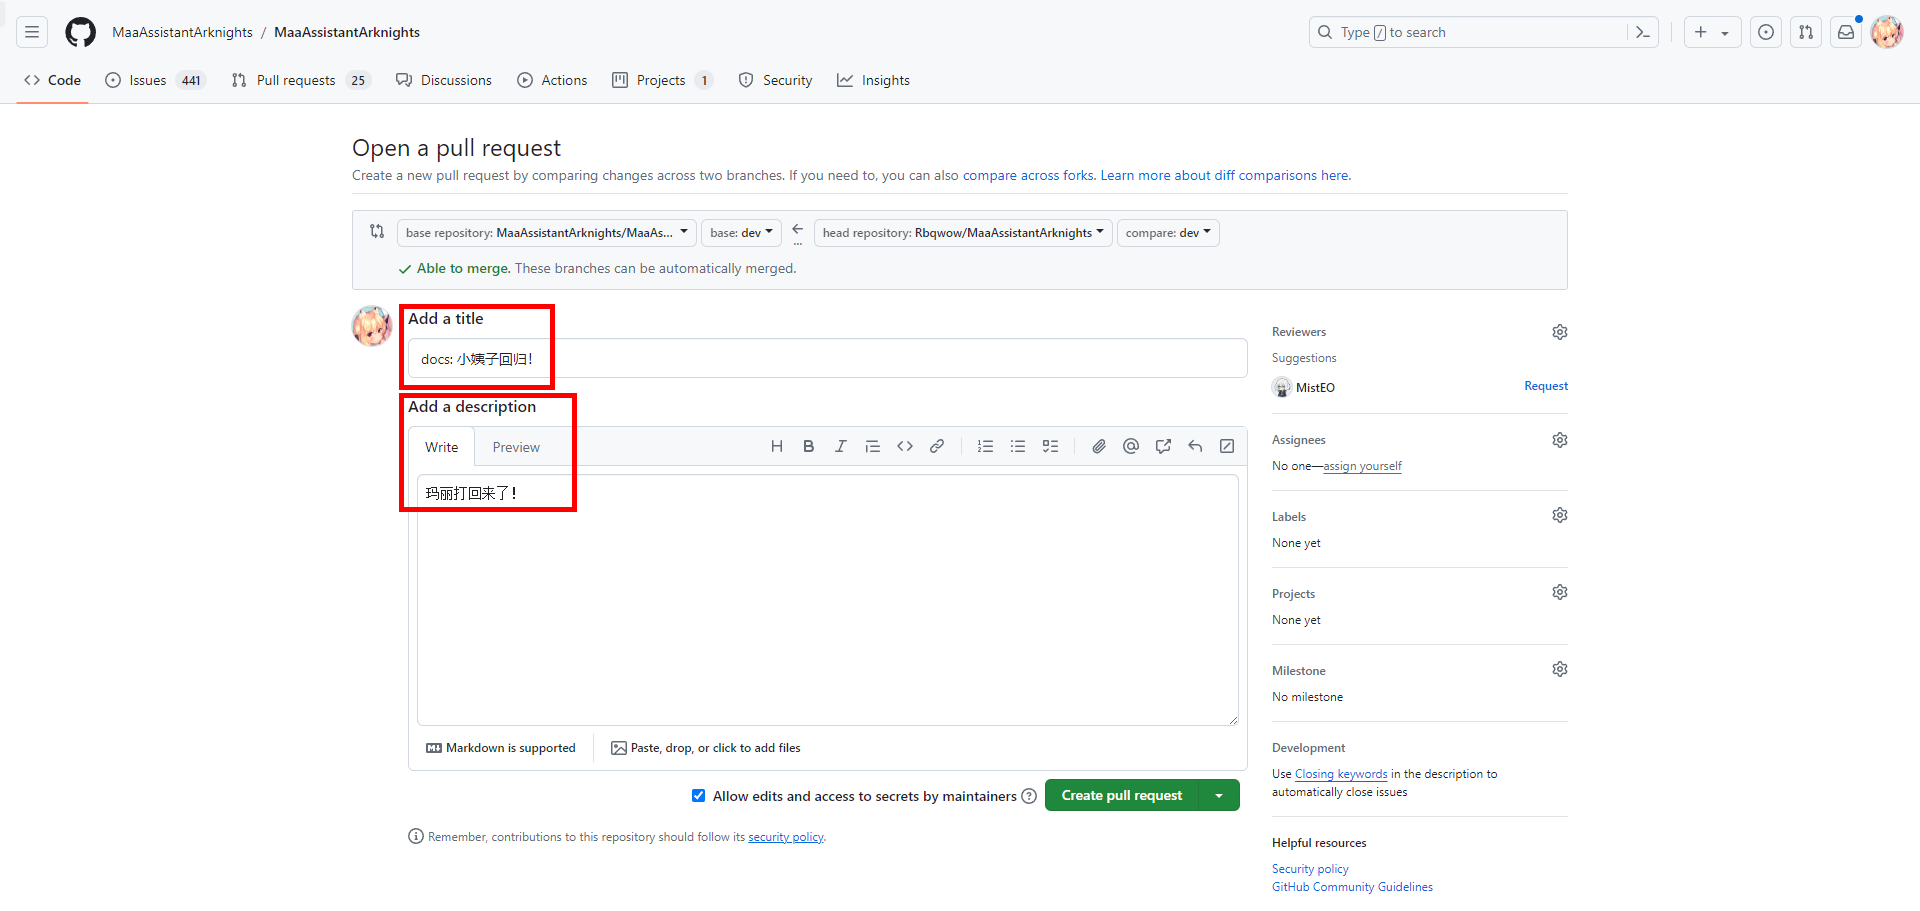 MaaAssistantArknights / MaaAssistantArknights
Type / to search
Code
Issues 441
Pull requests 25
Discussions
Actions
Projects 1
Security
Insights
Open a pull request
Create a new pull request by comparing changes across two branches. If you need to, you can also compare across forks. Learn more about diff comparisons here.
base repository: MaaAssistantArknights/MaaAs...
base: dev
head repository: Rbqwow/MaaAssistantArknights
compare: dev
Able to merge. These branches can be automatically merged.
Add a title
docs: 小姨子回归！
Add a description
Write
Preview
玛丽打回来了！
Markdown is supported
Paste, drop, or click to add files
Allow edits and access to secrets by maintainers
Create pull request
Remember, contributions to this repository should follow its security policy.
Reviewers
Suggestions
MistEO
Request
Assignees
No one—assign yourself
Labels
None yet
Projects
None yet
Milestone
No milestone
Development
Use Closing keywords in the description to
automatically close issues
Helpful resources
Security policy
GitHub Community Guidelines